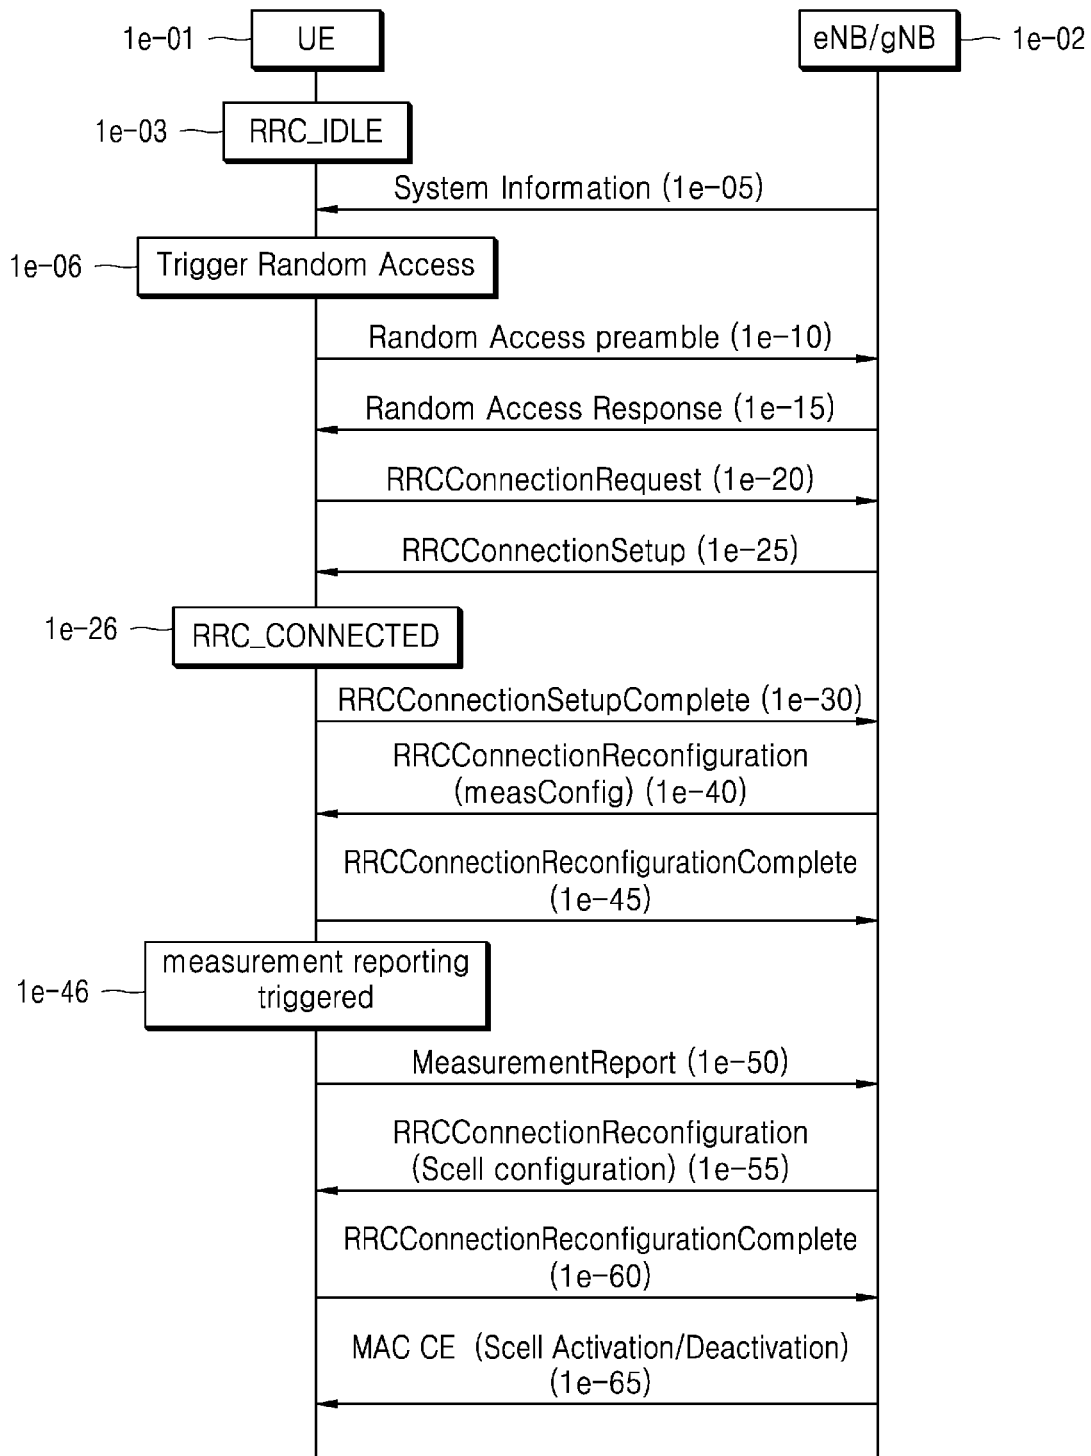 1e-01
UE
eNB/gNB
1e-02
1e-03
RRC_IDLE
System Information (1e-05)
1e-06
Trigger Random Access
Random Access preamble (1e-10)
Random Access Response (1e-15)
RRCConnectionRequest (1e-20)
RRCConnectionSetup (1e-25)
1e-26
RRC_CONNECTED
RRCConnectionSetupComplete (1e-30)
RRCConnectionReconfiguration
(measConfig) (1e-40)
RRCConnectionReconfigurationComplete
(1e-45)
1e-46
measurement reporting
triggered
MeasurementReport (1e-50)
RRCConnectionReconfiguration
(Scell configuration) (1e-55)
RRCConnectionReconfigurationComplete
(1e-60)
MAC CE (Scell Activation/Deactivation)
(1e-65)